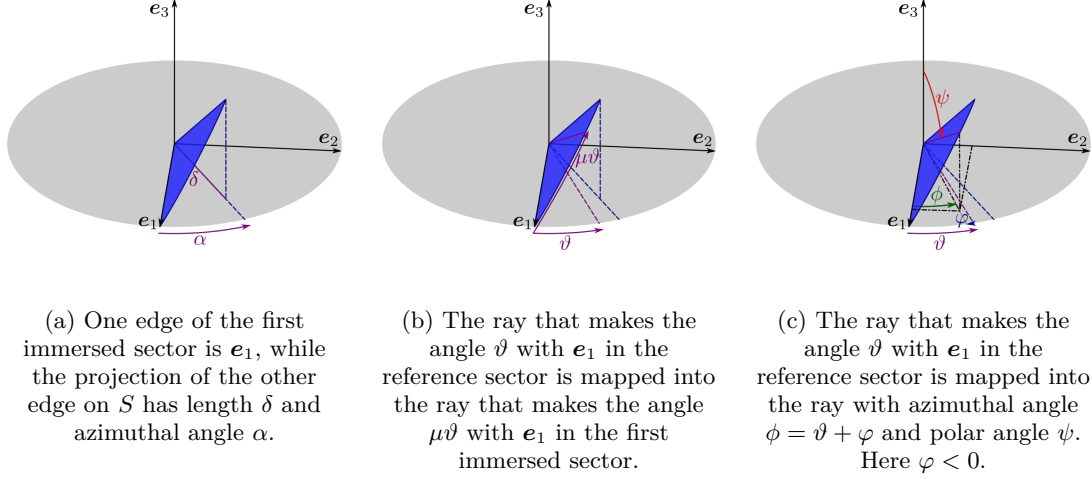 e₃
e₂
e₁
δ
α
e₃
e₂
e₁
μϑ
ϑ
e₃
e₂
e₁
ψ
ϕ
φ
ϑ
(a) One edge of the first
immersed sector is e₁, while
the projection of the other
edge on S has length δ and
azimuthal angle α.
(b) The ray that makes the
angle ϑ with e₁ in the
reference sector is mapped into
the ray that makes the angle
μϑ with e₁ in the first
immersed sector.
(c) The ray that makes the
angle ϑ with e₁ in the
reference sector is mapped into
the ray with azimuthal angle
ϕ = ϑ + φ and polar angle ψ.
Here φ < 0.